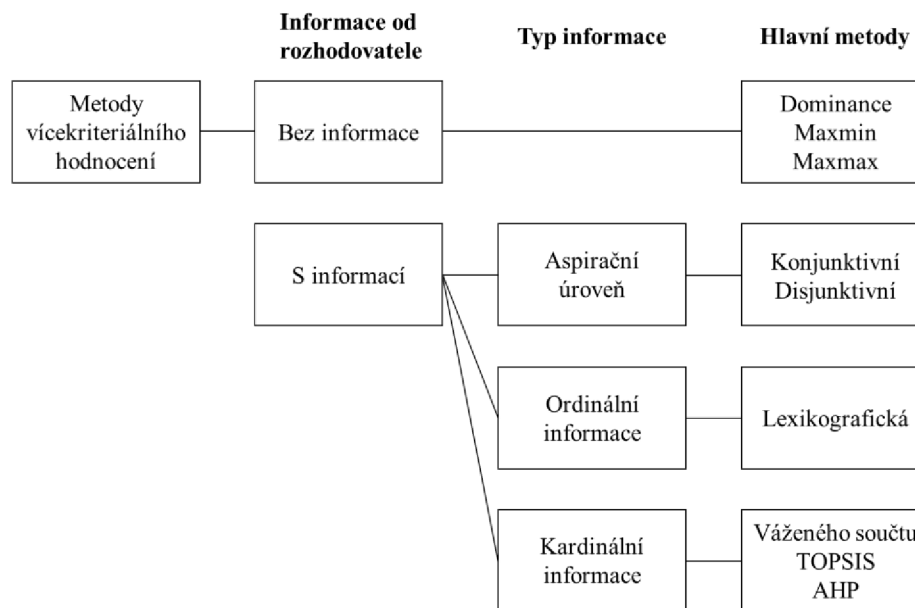 Informace od
rozhodovatele
Typ informace
Hlavní metody
Metody
vícekriteriálního
hodnocení
Bez informace
Dominance
Maxmin
Maxmax
S informací
Aspirační
úroveň
Konjunktivní
Disjunktivní
Ordinální
informace
Lexikografická
Kardinální
informace
Váženého součtu
TOPSIS
AHP